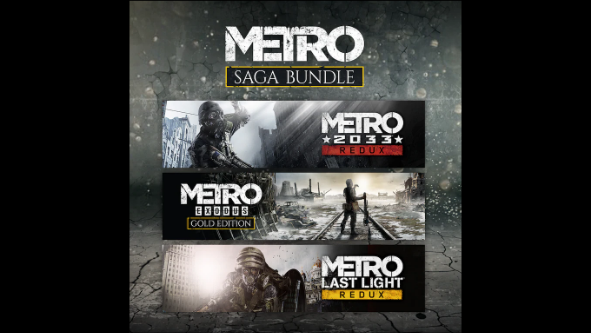 METRO
SAGA BUNDLE
METRO
★2033★
REDUX
METRO
EXODUS
GOLD EDITION
METRO
LAST LIGHT
REDUX